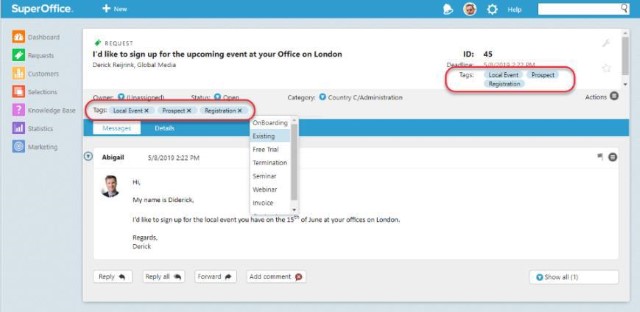 SuperOffice.
+ New
Help
Dashboard
Requests
Customers
Selections
Knowledge Base
Statistics
Marketing
REQUEST
I'd like to sign up for the upcoming event at your Office on London
Derick Reijrink, Global Media
ID: 45
Deadline: 5/9/2019 2:22 PM
Tags: Local Event Prospect
Registration
Owner: (Unassigned) Status: Open Category: Country C/Administration Actions
Tags: Local Event ✕ Prospect ✕ Registration ✕
OnBoarding
Existing
Free Trial
Termination
Seminar
Webinar
Invoice
Messages Details
Abigail 5/8/2019 2:22 PM
Hi,
My name is Diderick,
I'd like to sign up for the local event you have on the 15th of June at your offices on London.
Regards,
Derick
Reply Reply all Forward Add comment Show all (1)